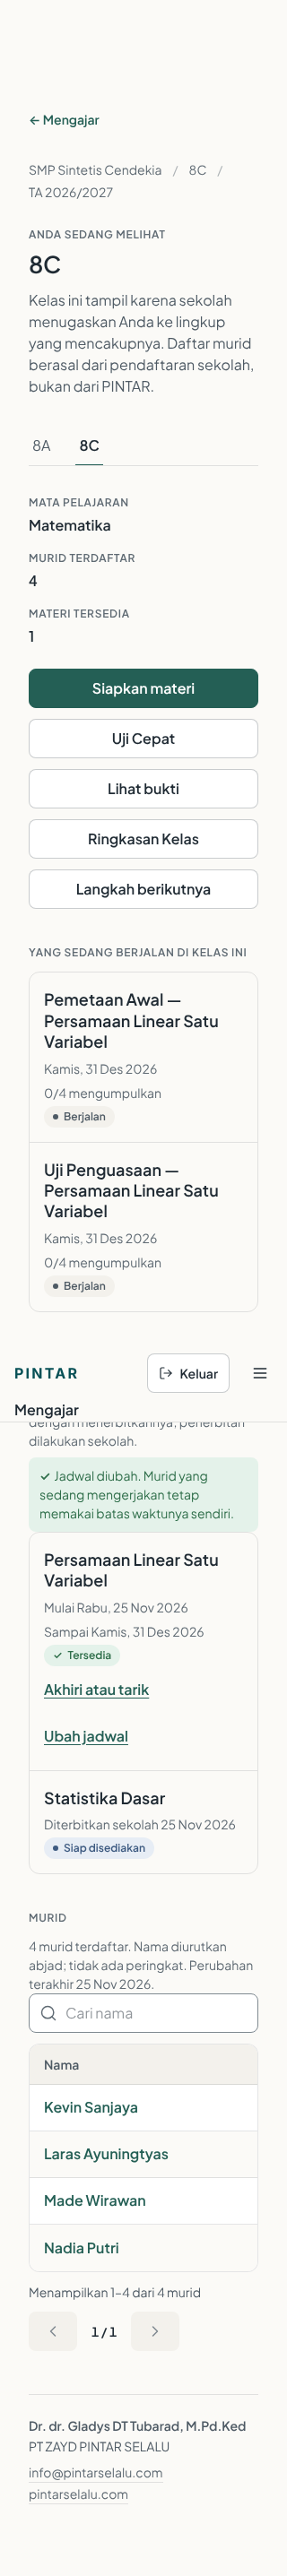 ← Mengajar
SMP Sintetis Cendekia / 8C /
TA 2026/2027
ANDA SEDANG MELIHAT
8C
Kelas ini tampil karena sekolah
menugaskan Anda ke lingkup
yang mencakupnya. Daftar murid
berasal dari pendaftaran sekolah,
bukan dari PINTAR.
8A 8C
MATA PELAJARAN
Matematika
MURID TERDAFTAR
4
MATERI TERSEDIA
1
Siapkan materi
Uji Cepat
Lihat bukti
Ringkasan Kelas
Langkah berikutnya
YANG SEDANG BERJALAN DI KELAS INI
Pemetaan Awal —
Persamaan Linear Satu
Variabel
Kamis, 31 Des 2026
0/4 mengumpulkan
Berjalan
Uji Penguasaan —
Persamaan Linear Satu
Variabel
Kamis, 31 Des 2026
0/4 mengumpulkan
Berjalan
PINTAR
Keluar
Mengajar
dengan menerbitkannya; penerbitan
dilakukan sekolah.
✓ Jadwal diubah. Murid yang
sedang mengerjakan tetap
memakai batas waktunya sendiri.
Persamaan Linear Satu
Variabel
Mulai Rabu, 25 Nov 2026
Sampai Kamis, 31 Des 2026
✓ Tersedia
Akhiri atau tarik
Ubah jadwal
Statistika Dasar
Diterbitkan sekolah 25 Nov 2026
Siap disediakan
MURID
4 murid terdaftar. Nama diurutkan
abjad; tidak ada peringkat. Perubahan
terakhir 25 Nov 2026.
Cari nama
Nama
Kevin Sanjaya
Laras Ayuningtyas
Made Wirawan
Nadia Putri
Menampilkan 1–4 dari 4 murid
1/1
Dr. dr. Gladys DT Tubarad, M.Pd.Ked
PT ZAYD PINTAR SELALU
info@pintarselalu.com
pintarselalu.com